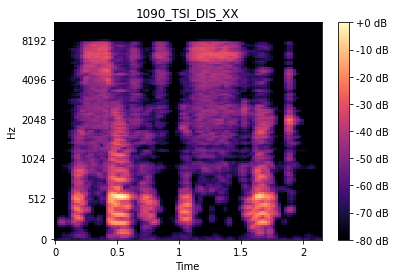 1090_TSI_DIS_XX
8192
4096
2048
1024
512
0
Hz
0
0.5
1
1.5
2
Time
+0 dB
-10 dB
-20 dB
-30 dB
-40 dB
-50 dB
-60 dB
-70 dB
-80 dB